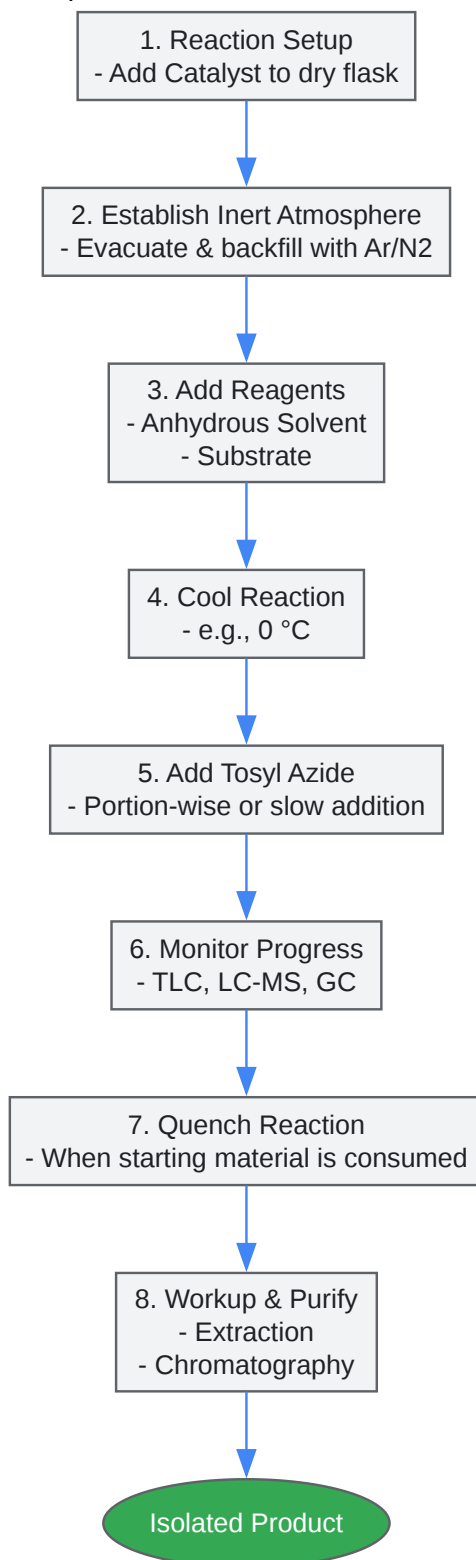 1. Reaction Setup
- Add Catalyst to dry flask
2. Establish Inert Atmosphere
- Evacuate & backfill with Ar/N2
3. Add Reagents
- Anhydrous Solvent
- Substrate
4. Cool Reaction
- e.g., 0 °C
5. Add Tosyl Azide
- Portion-wise or slow addition
6. Monitor Progress
- TLC, LC-MS, GC
7. Quench Reaction
- When starting material is consumed
8. Workup & Purify
- Extraction
- Chromatography
Isolated Product